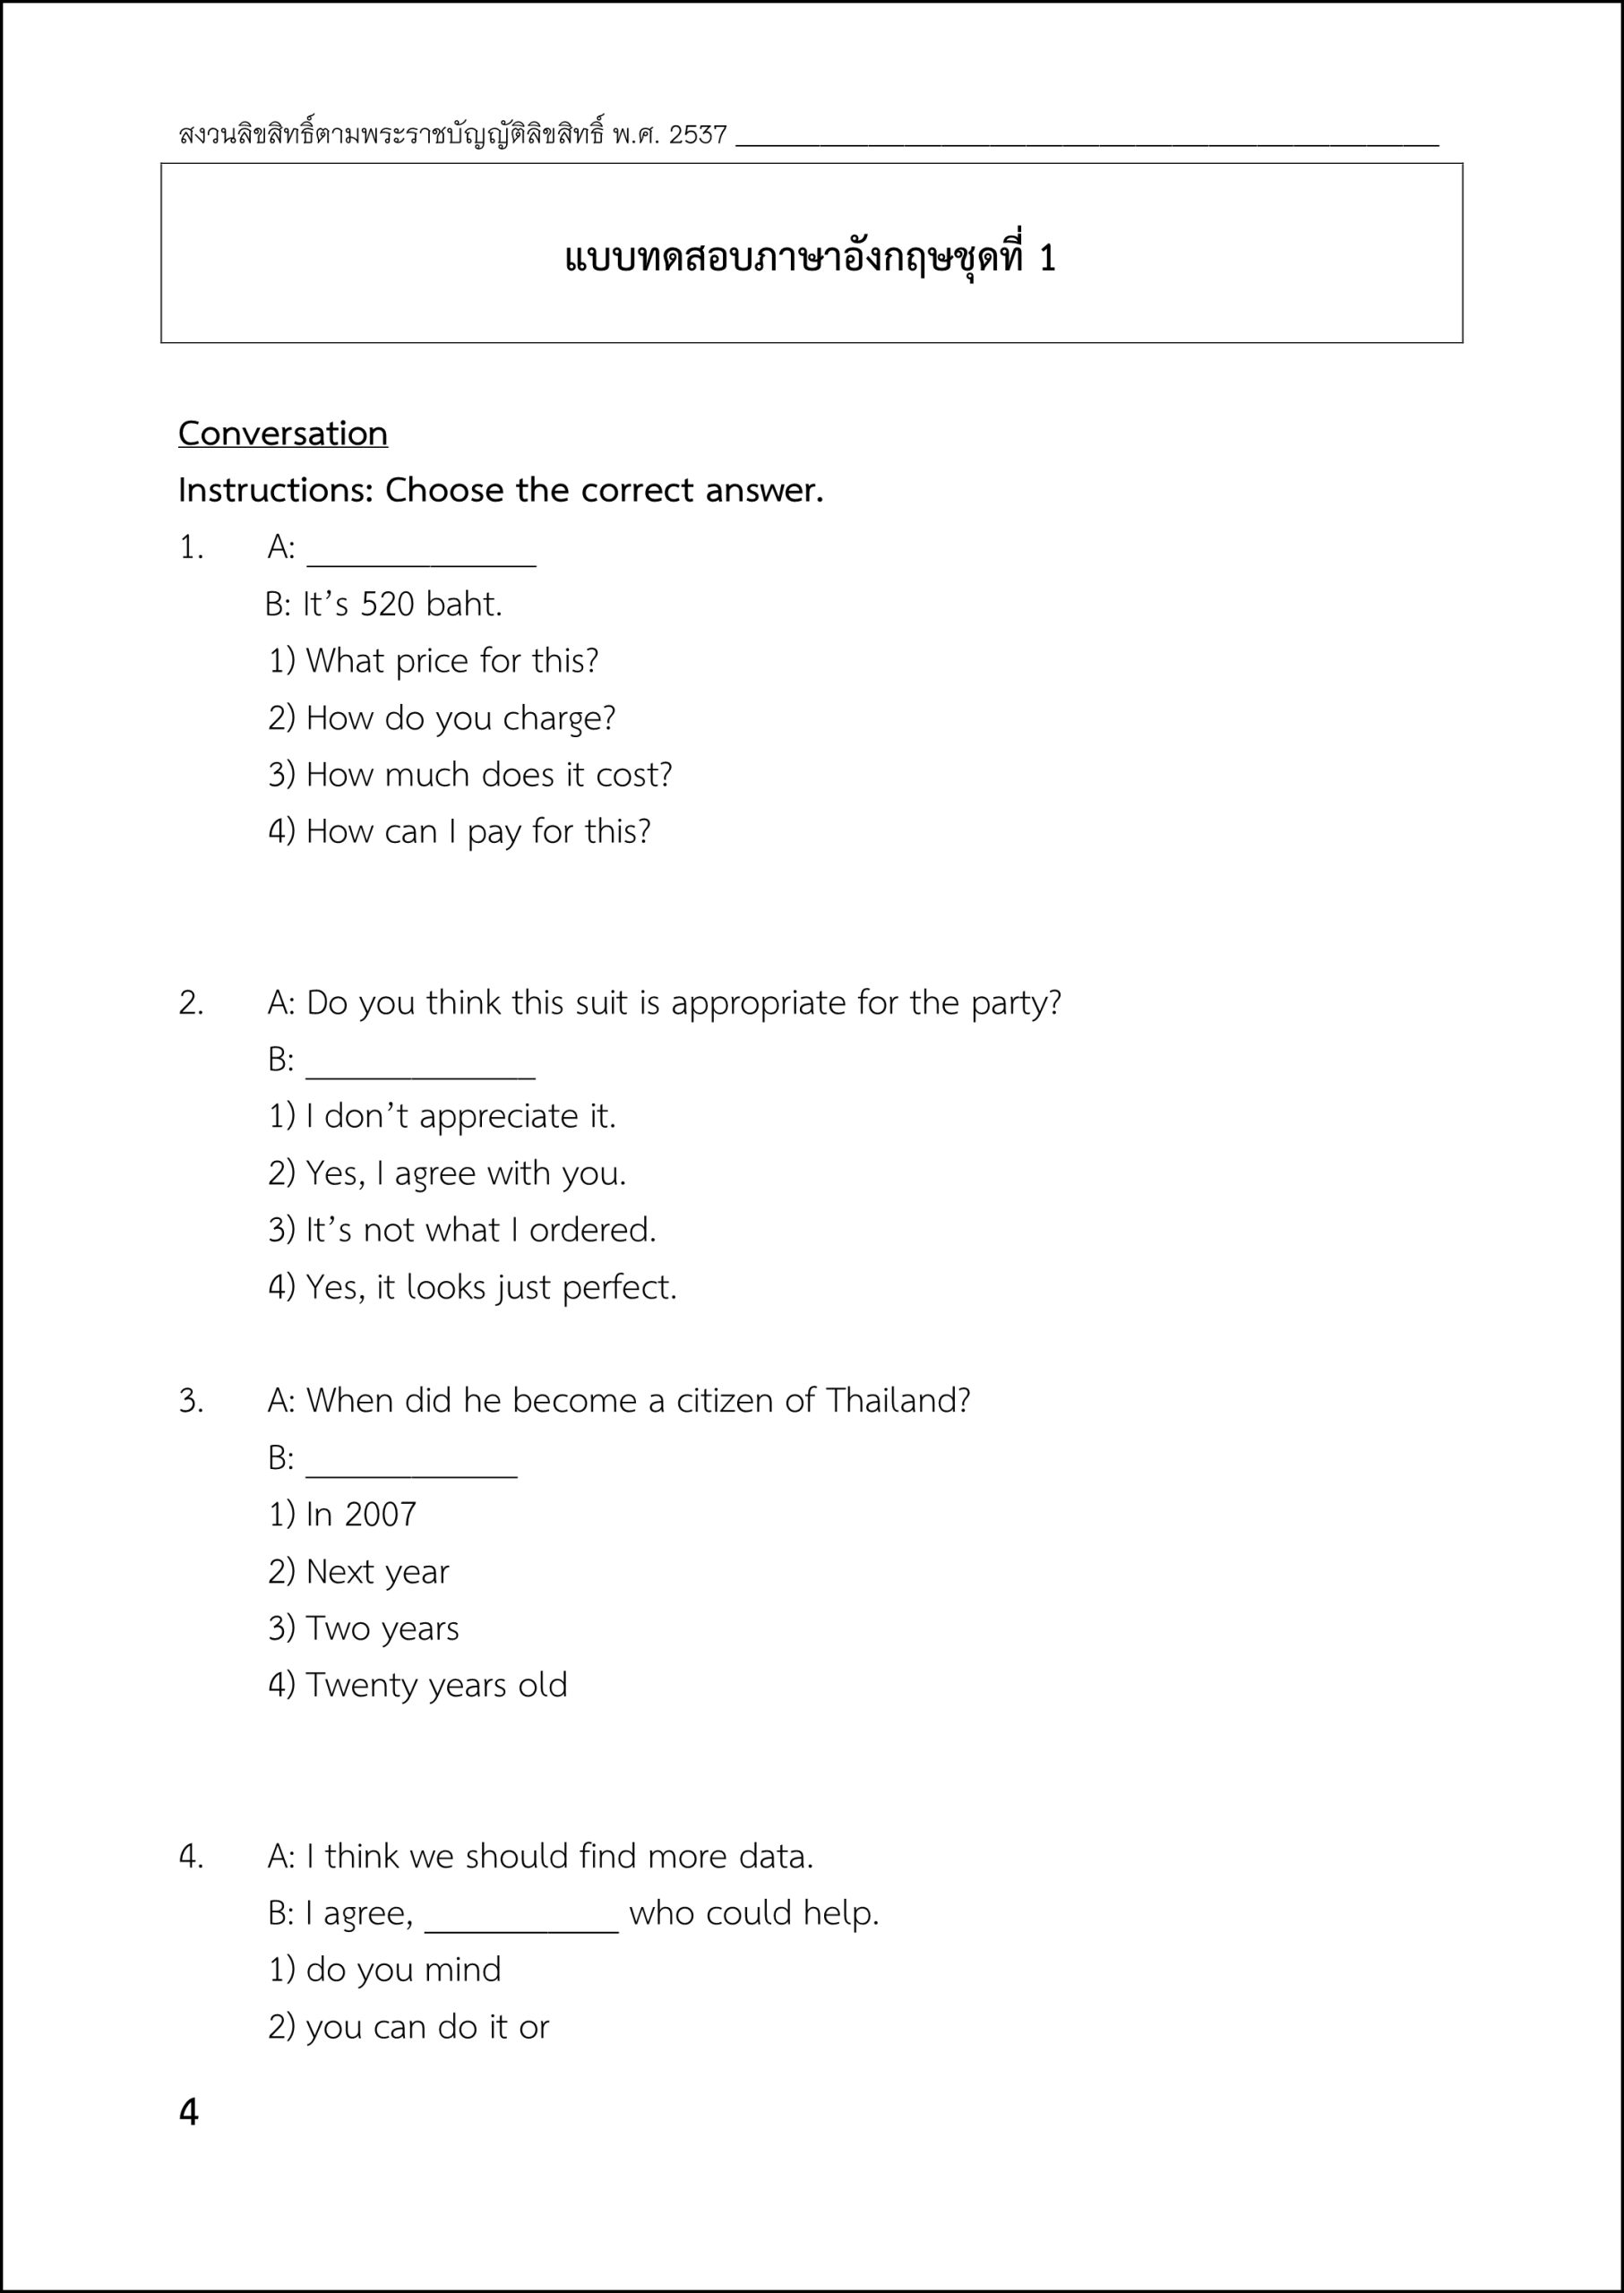 สงวนลิขสิทธิ์ตามพระราชบัญญัติลิขสิทธิ์ พ.ศ. 2537
แบบทดสอบภาษาอังกฤษชุดที่ 1
Conversation
Instructions: Choose the correct answer.
1. A: _____________
B: It’s 520 baht.
1) What price for this?
2) How do you charge?
3) How much does it cost?
4) How can I pay for this?
2. A: Do you think this suit is appropriate for the party?
B: _____________
1) I don’t appreciate it.
2) Yes, I agree with you.
3) It’s not what I ordered.
4) Yes, it looks just perfect.
3. A: When did he become a citizen of Thailand?
B: ____________
1) In 2007
2) Next year
3) Two years
4) Twenty years old
4. A: I think we should find more data.
B: I agree, ___________ who could help.
1) do you mind
2) you can do it or
4